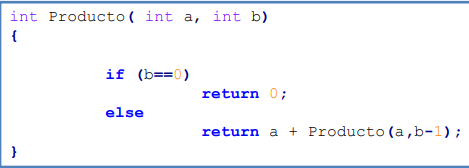 int Producto( int a, int b)
{
if (b==0)
return 0;
else
return a + Producto(a,b-1);
}